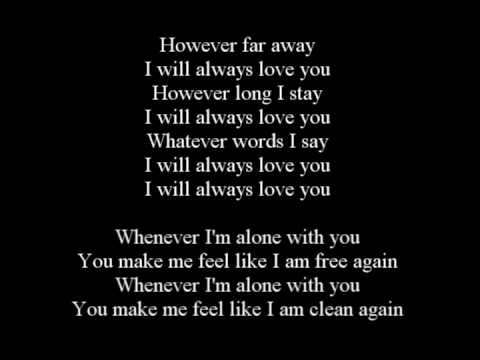 However far away
I will always love you
However long I stay
I will always love you
Whatever words I say
I will always love you
I will always love you
Whenever I'm alone with you
You make me feel like I am free again
Whenever I'm alone with you
You make me feel like I am clean again